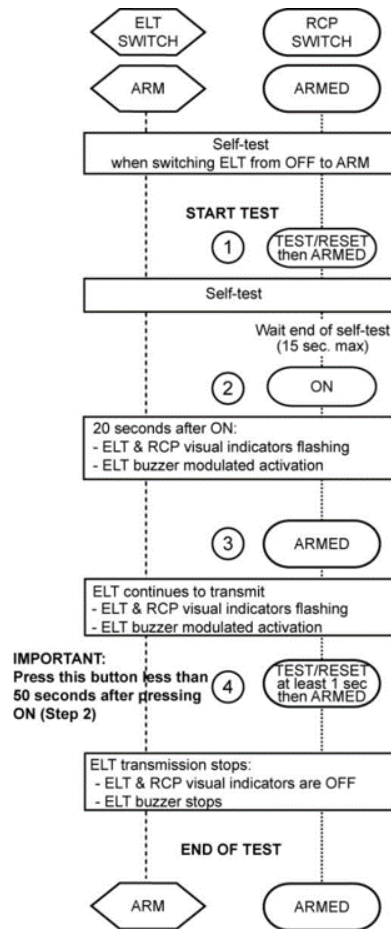 ELT
SWITCH
RCP
SWITCH
ARM
ARMED
Self-test
when switching ELT from OFF to ARM
START TEST
1
TEST/RESET
then ARMED
Self-test
Wait end of self-test
(15 sec. max)
2
ON
20 seconds after ON:
- ELT & RCP visual indicators flashing
- ELT buzzer modulated activation
3
ARMED
ELT continues to transmit
- ELT & RCP visual indicators flashing
- ELT buzzer modulated activation
IMPORTANT:
Press this button less than
50 seconds after pressing
ON (Step 2)
4
TEST/RESET
at least 1 sec
then ARMED
ELT transmission stops:
- ELT & RCP visual indicators are OFF
- ELT buzzer stops
END OF TEST
ARM
ARMED